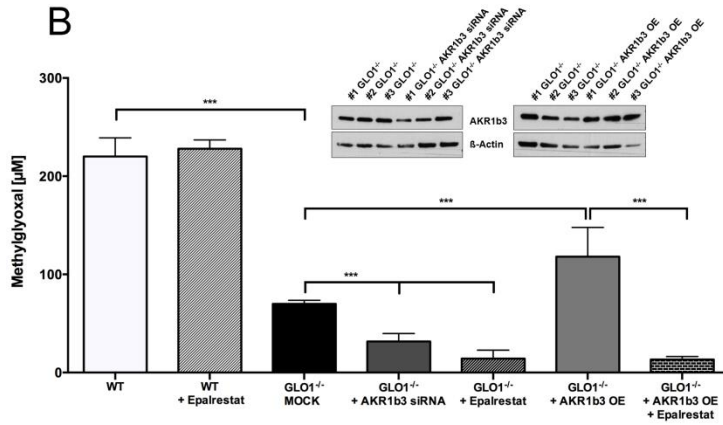 B
#1 GLO1-/-
#2 GLO1-/-
#3 GLO1-/-
#1 GLO1-/- AKR1b3 siRNA
#2 GLO1-/- AKR1b3 siRNA
#3 GLO1-/- AKR1b3 siRNA
#1 GLO1-/-
#2 GLO1-/-
#3 GLO1-/-
#1 GLO1-/- AKR1b3 OE
#2 GLO1-/- AKR1b3 OE
#3 GLO1-/- AKR1b3 OE
AKR1b3
ß-Actin
Methylglyoxal [µM]
300
200
100
0
***
***
***
***
WT
WT
+ Epalrestat
GLO1-/-
MOCK
GLO1-/-
+ AKR1b3 siRNA
GLO1-/-
+ Epalrestat
GLO1-/-
+ AKR1b3 OE
GLO1-/-
+ AKR1b3 OE
+ Epalrestat